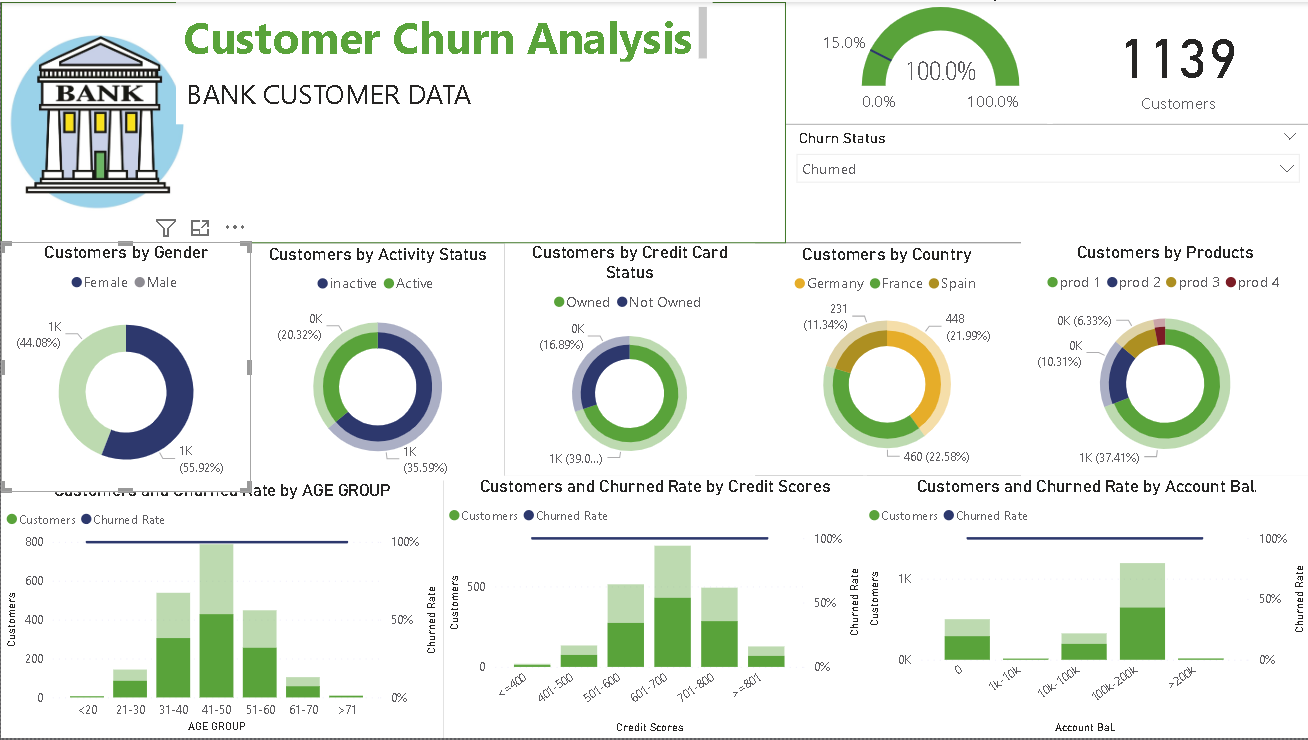 Customer Churn Analysis
BANK
BANK CUSTOMER DATA
15.0%
100.0%
0.0%
100.0%
1139
Customers
Churn Status
Churned
Customers by Gender
Female
Male
1K
(44.08%)
1K
(55.92%)
Customers by Activity Status
inactive
Active
0K
(20.32%)
1K
(35.59%)
Customers by Credit Card
Status
Owned
Not Owned
0K
(16.89%)
1K (39.0...)
Customers by Country
Germany
France
Spain
231
(11.34%)
448
(21.99%)
460 (22.58%)
Customers by Products
prod 1
prod 2
prod 3
prod 4
0K (6.33%)
0K
(10.31%)
1K (37.41%)
Customers and Churned Rate by AGE GROUP
Customers
Churned Rate
800
600
400
200
0
Customers
100%
50%
0%
Churned Rate
<20
21-30
31-40
41-50
51-60
61-70
>71
AGE GROUP
Customers and Churned Rate by Credit Scores
Customers
Churned Rate
500
0
Customers
100%
50%
0%
Churned Rate
<=400
401-500
501-600
601-700
701-800
>=801
Credit Scores
Customers and Churned Rate by Account Bal.
Customers
Churned Rate
1K
0K
Customers
100%
50%
0%
Churned Rate
0
1k-10k
10k-100k
100k-200k
>200k
Account Bal.